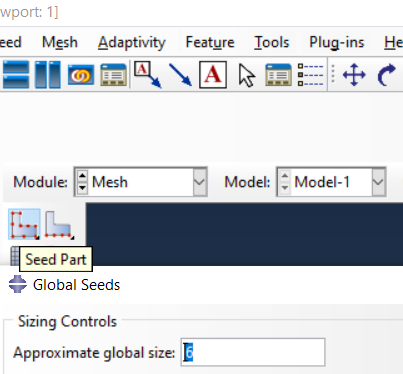 wport: 1]
eed Mesh Adaptivity Feature Tools Plug-ins He
A A
Module: Mesh Model: Model-1
Seed Part
Global Seeds
Sizing Controls
Approximate global size: 6